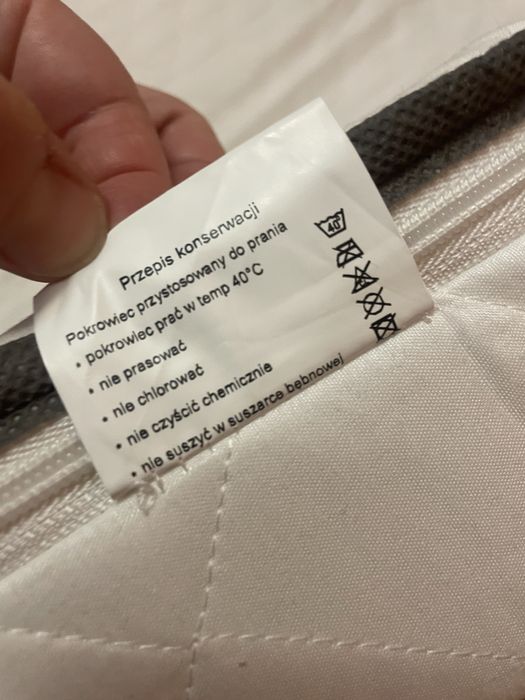 Przepis konserwacji
Pokrowiec przystosowany do prania
• pokrowiec prać w temp 40°C
• nie prasować
• nie chlorować
• nie czyścić chemicznie
• nie suszyć w suszarce bębnowej
40°